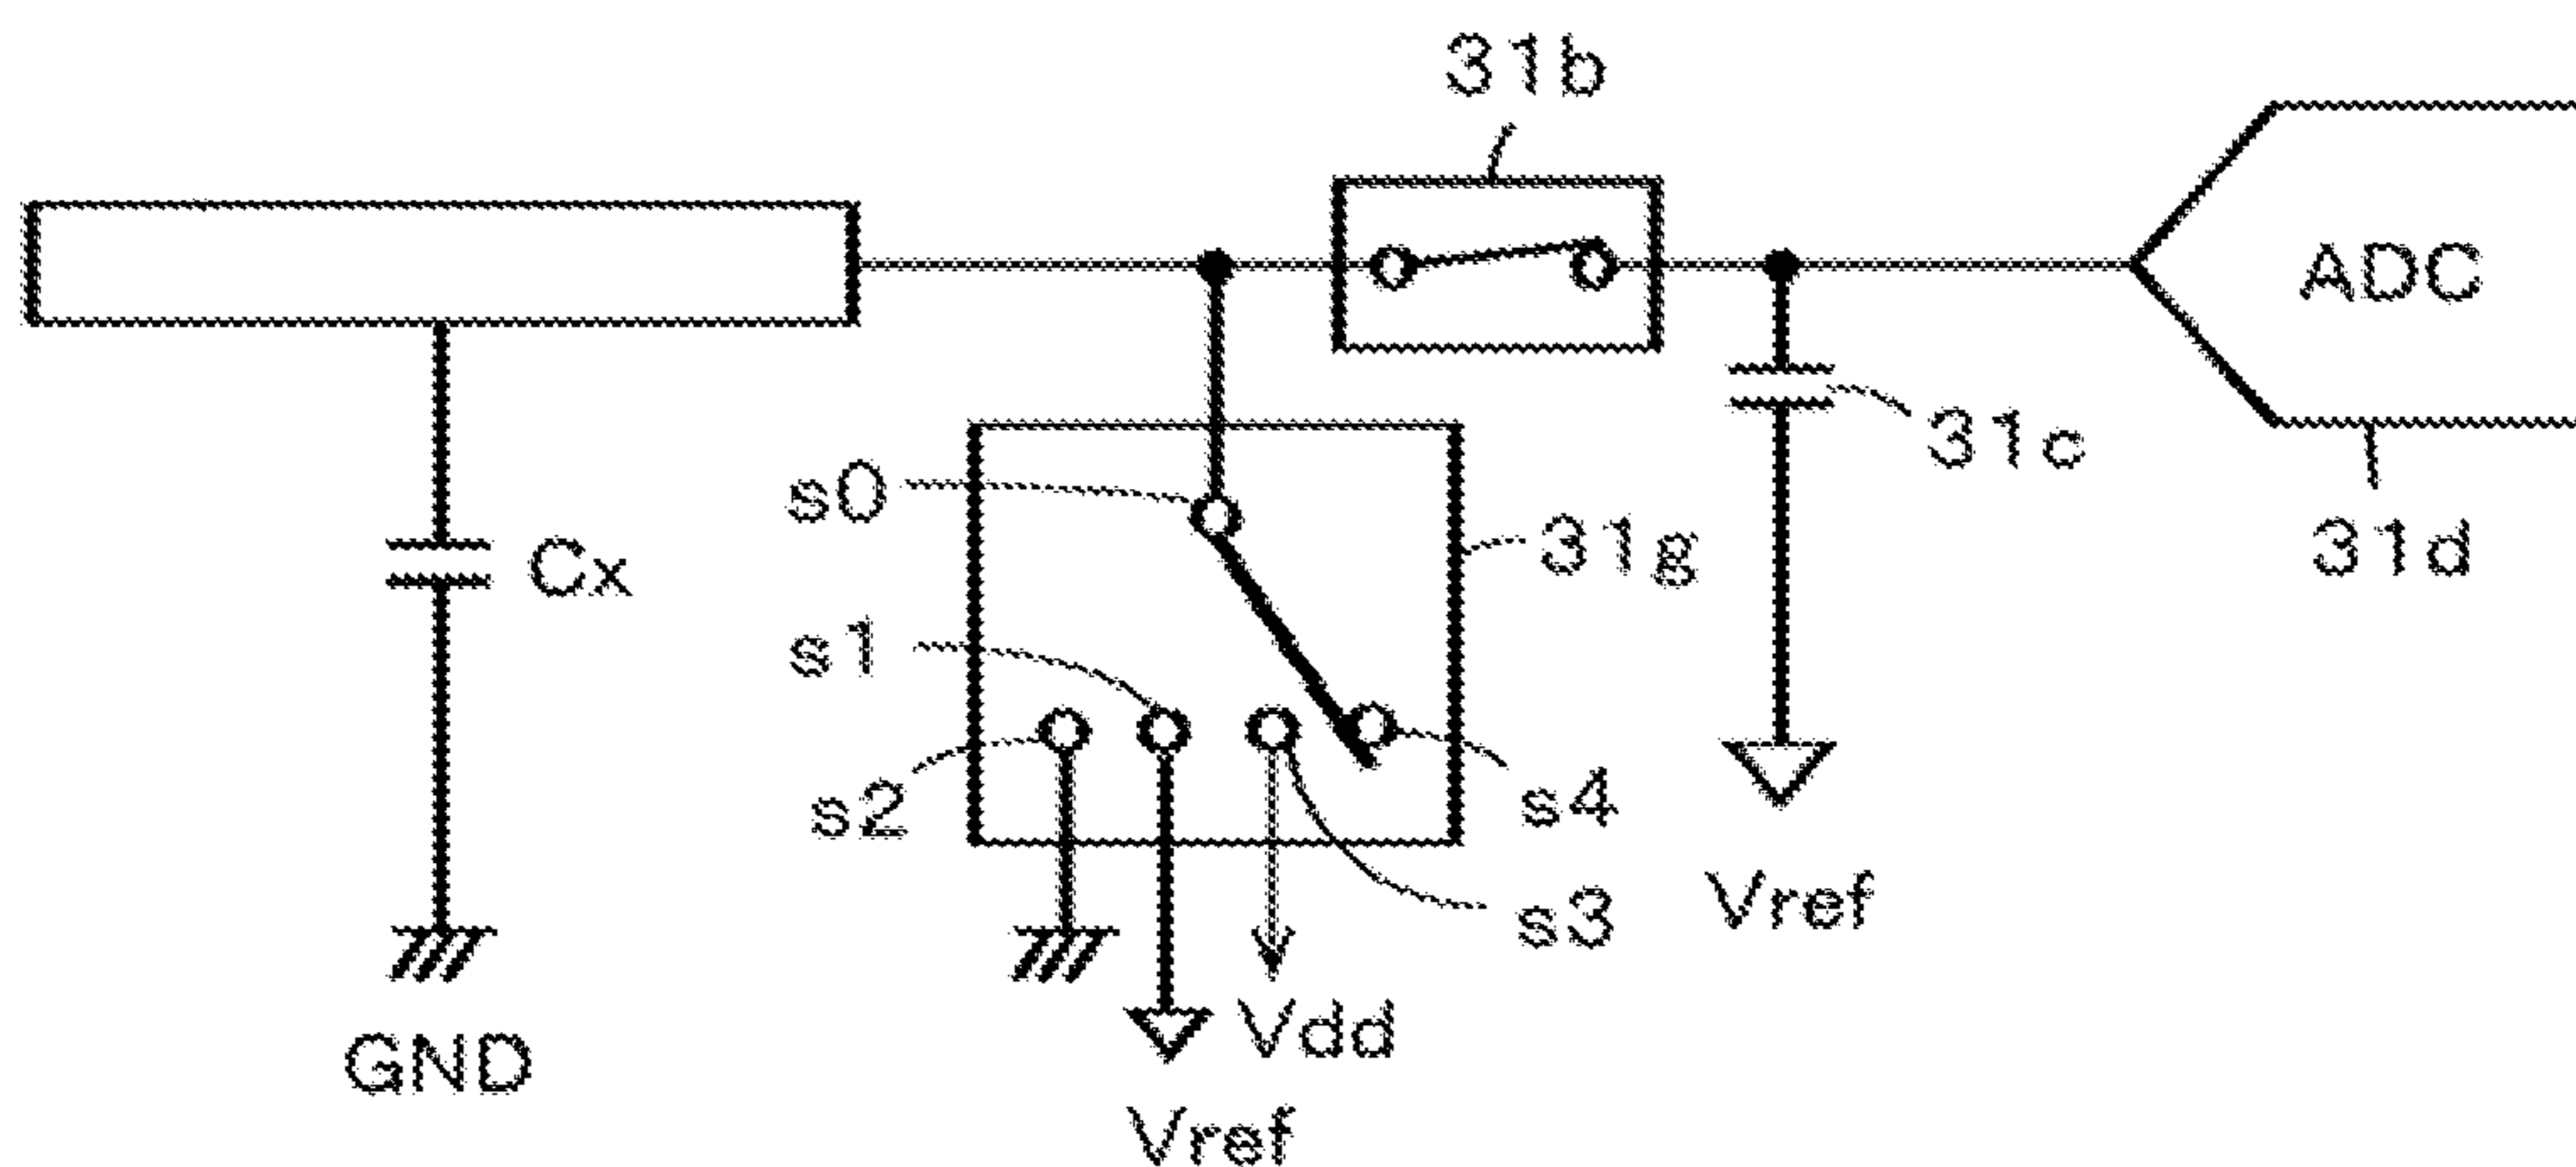 31b
ADC
31c
s0
31g
31d
Cx
s1
s2
s4
Vref
s3
Vdd
GND
Vref